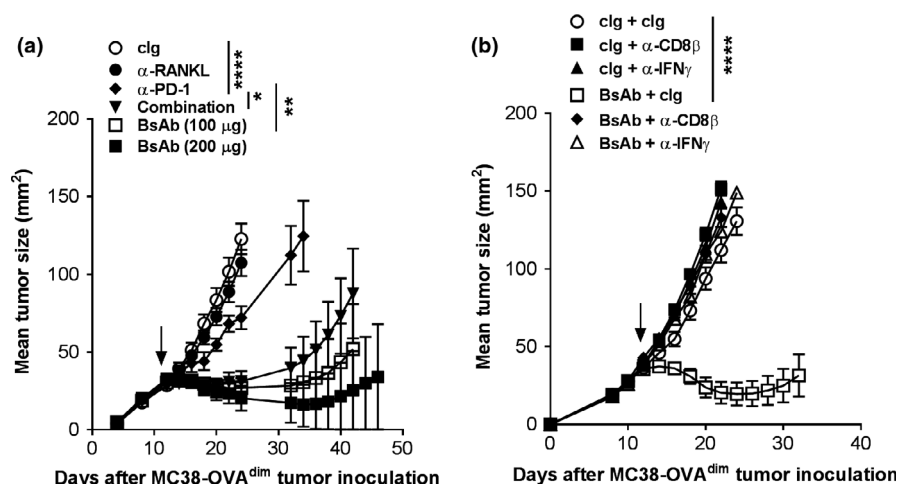 (a)
cIg
α-RANKL
α-PD-1
Combination
BsAb (100 μg)
BsAb (200 μg)
****
*
**
Mean tumor size (mm²)
200
150
100
50
0
0 10 20 30 40 50
Days after MC38-OVAdim tumor inoculation
(b)
cIg + cIg
cIg + α-CD8β
cIg + α-IFNγ
BsAb + cIg
BsAb + α-CD8β
BsAb + α-IFNγ
****
Mean tumor size (mm²)
200
150
100
50
0
0 10 20 30 40
Days after MC38-OVAdim tumor inoculation